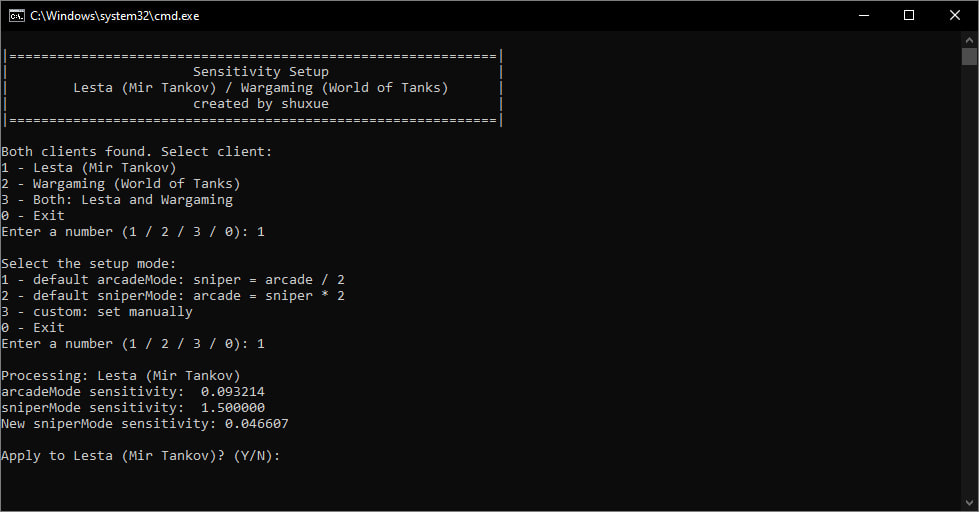 C:\Windows\system32\cmd.exe
|=============================================================|
|                       Sensitivity Setup                     |
|        Lesta (Mir Tankov) / Wargaming (World of Tanks)      |
|                       created by shuxue                     |
|=============================================================|
Both clients found. Select client:
1 - Lesta (Mir Tankov)
2 - Wargaming (World of Tanks)
3 - Both: Lesta and Wargaming
0 - Exit
Enter a number (1 / 2 / 3 / 0): 1
Select the setup mode:
1 - default arcadeMode: sniper = arcade / 2
2 - default sniperMode: arcade = sniper * 2
3 - custom: set manually
0 - Exit
Enter a number (1 / 2 / 3 / 0): 1
Processing: Lesta (Mir Tankov)
arcadeMode sensitivity:  0.093214
sniperMode sensitivity:  1.500000
New sniperMode sensitivity: 0.046607
Apply to Lesta (Mir Tankov)? (Y/N):